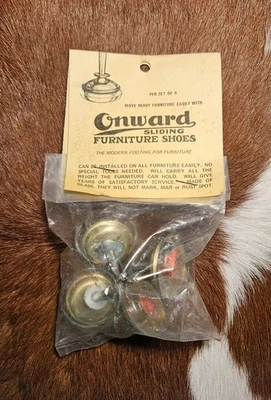 PER SET OF 4
MOVE HEAVY FURNITURE EASILY WITH
Onward
SLIDING
FURNITURE SHOES
THE MODERN FOOTING FOR FURNITURE
CAN BE INSTALLED ON ALL FURNITURE EASILY. NO
SPECIAL TOOLS NEEDED. WILL CARRY ALL THE
WEIGHT THE FURNITURE CAN HOLD. WILL GIVE
YEARS OF SATISFACTORY SERVICE. MADE OF
GLASS, THEY WILL NOT MARK, MAR or RUST SPOT.